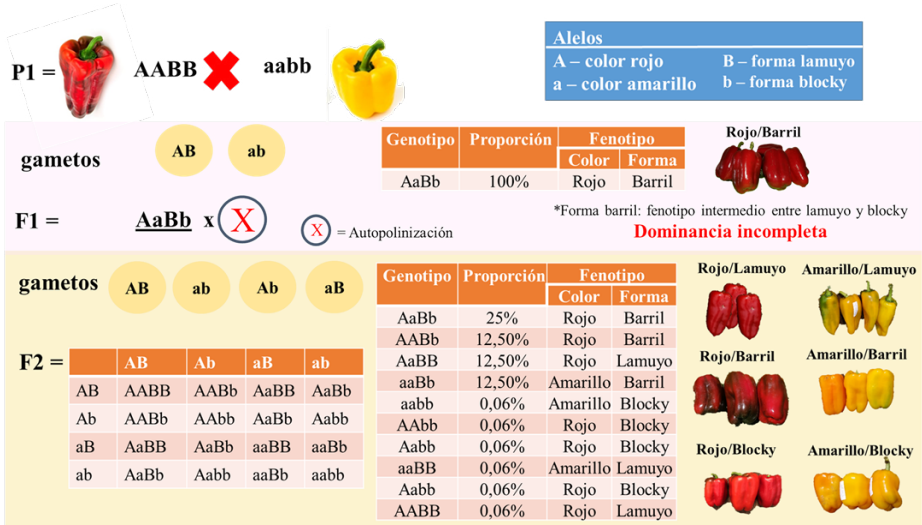 P1 =
AABB
aabb
Alelos
A – color rojo B – forma lamuyo
a – color amarillo b – forma blocky
gametos
AB ab
Genotipo Proporción Fenotipo
Color Forma
AaBb 100% Rojo Barril
Rojo/Barril
F1 = AaBb x X
X = Autopolinización
*Forma barril: fenotipo intermedio entre lamuyo y blocky
Dominancia incompleta
gametos
AB ab Ab aB
F2 =
AB Ab aB ab
AB AABB AABb AaBB AaBb
Ab AABb AAbb AaBb Aabb
aB AaBB AaBb aaBB aaBb
ab AaBb Aabb aaBb aabb
Genotipo Proporción Fenotipo
Color Forma
AaBb 25% Rojo Barril
AABb 12,50% Rojo Barril
AaBB 12,50% Rojo Lamuyo
aaBb 12,50% Amarillo Barril
aabb 0,06% Amarillo Blocky
AAbb 0,06% Rojo Blocky
Aabb 0,06% Rojo Blocky
aaBB 0,06% Amarillo Lamuyo
Aabb 0,06% Rojo Blocky
AABB 0,06% Rojo Lamuyo
Rojo/Lamuyo Amarillo/Lamuyo
Rojo/Barril Amarillo/Barril
Rojo/Blocky Amarillo/Blocky